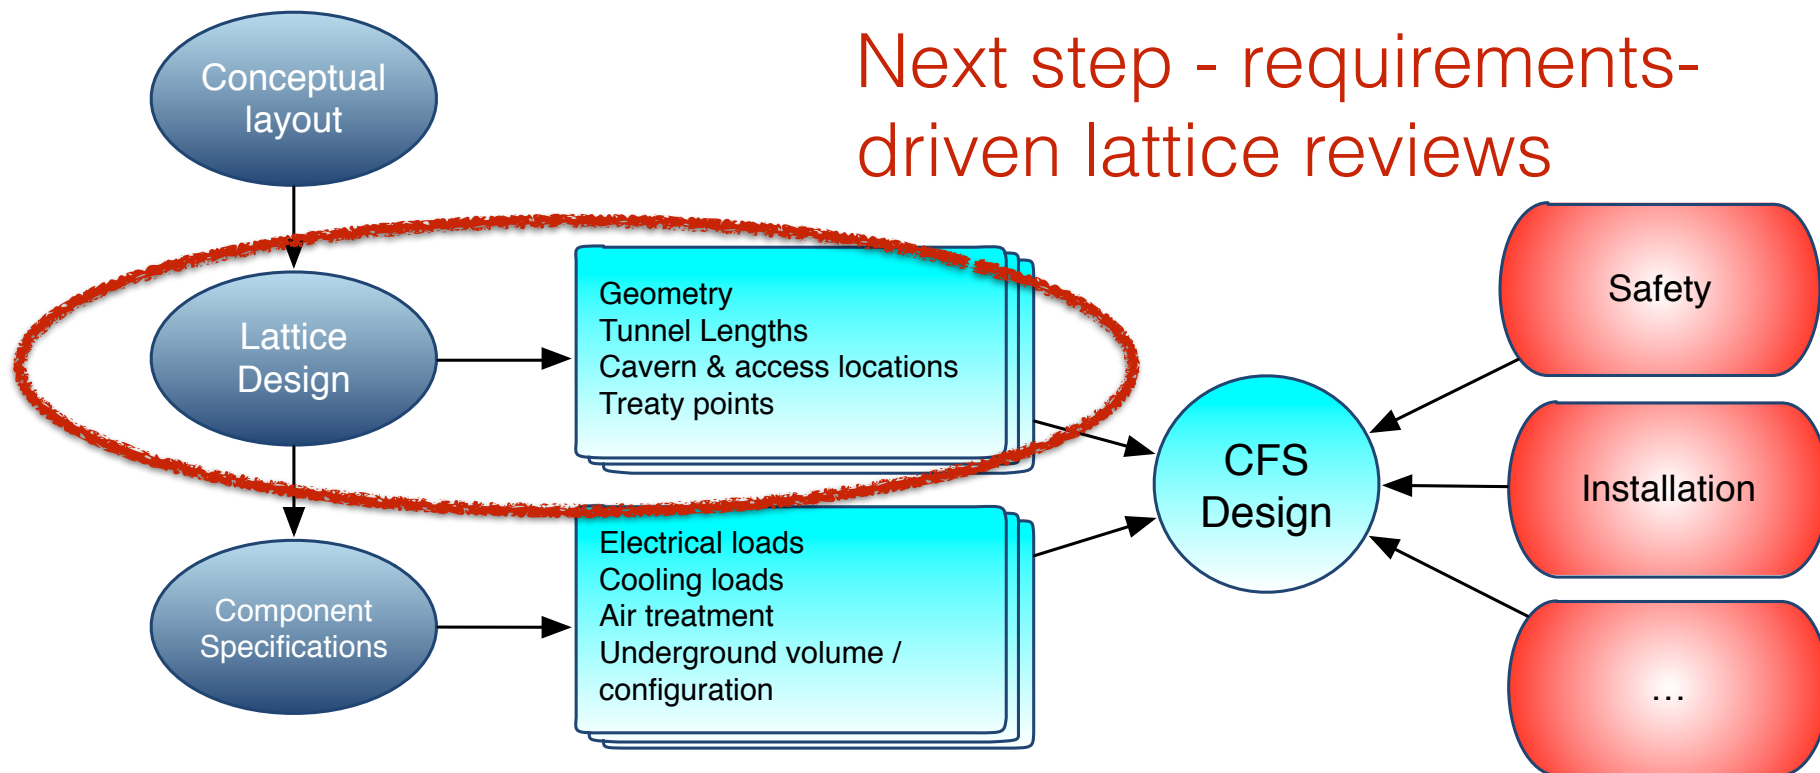 Next step - requirements-
driven lattice reviews
Conceptual
layout
Lattice
Design
Geometry
Tunnel Lengths
Cavern & access locations
Treaty points
Component
Specifications
Electrical loads
Cooling loads
Air treatment
Underground volume /
configuration
CFS
Design
Safety
Installation
...